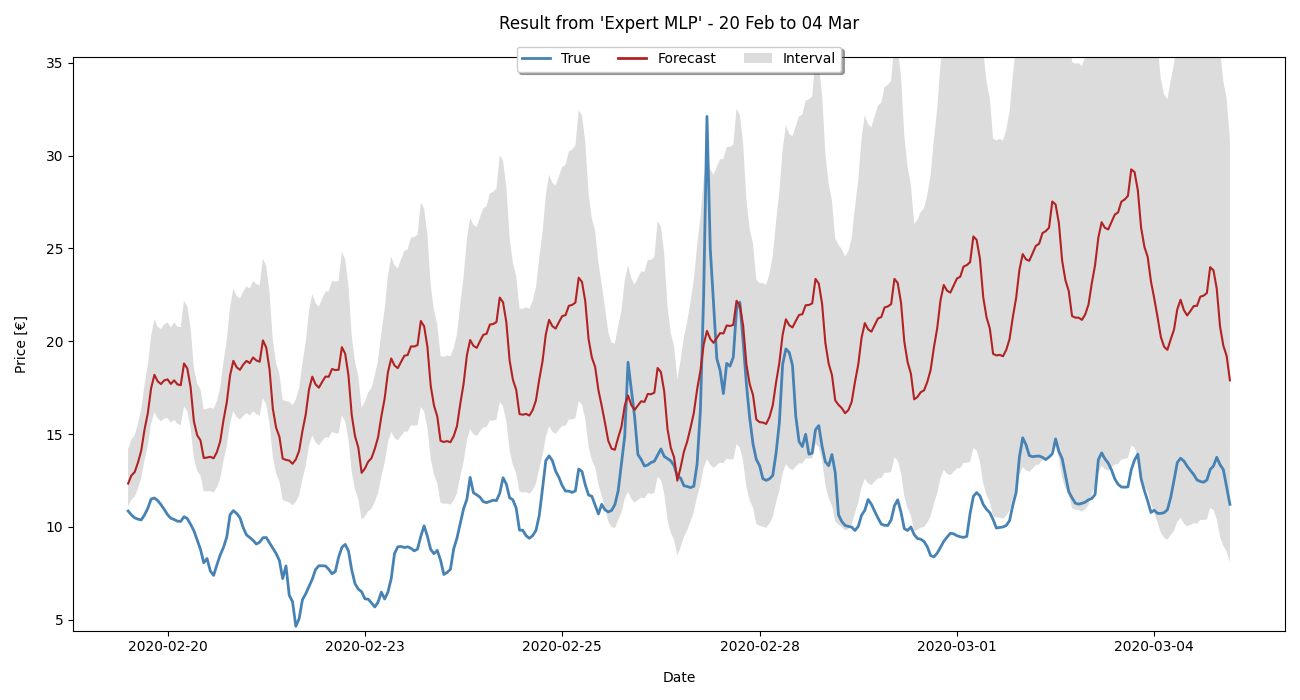 Result from 'Expert MLP' - 20 Feb to 04 Mar
True Forecast Interval
35
30
25
20
15
10
5
Price [€]
2020-02-20 2020-02-23 2020-02-25 2020-02-28 2020-03-01 2020-03-04
Date